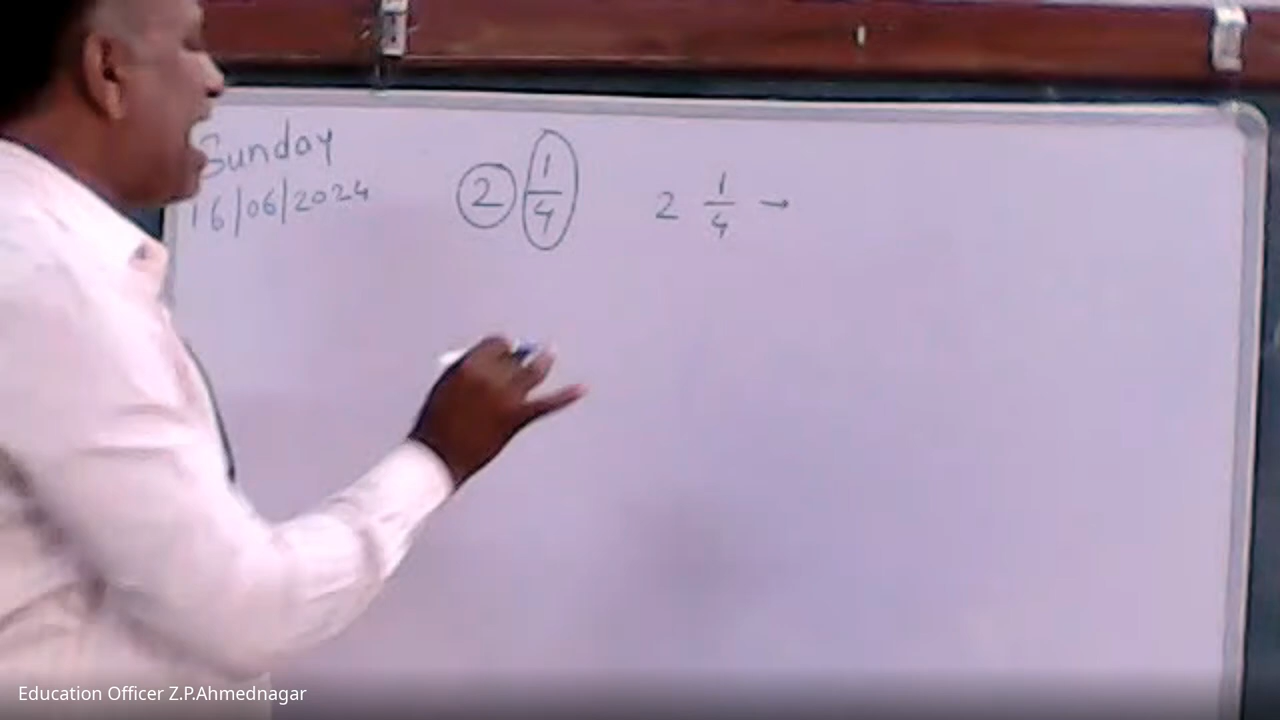 Sunday
16/06/2024
2 1/4
2 1/4 →
Education Officer Z.P.Ahmednagar